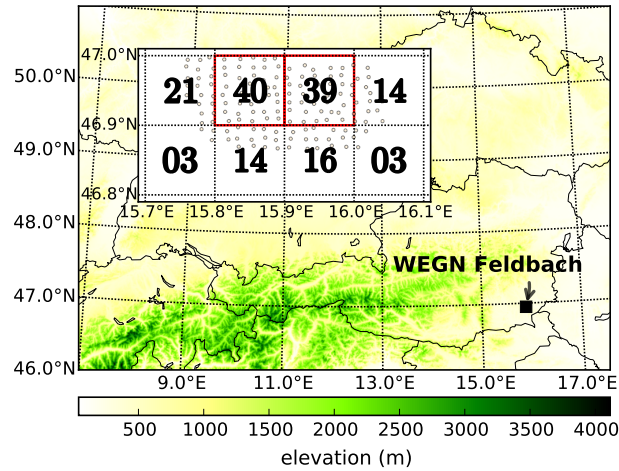 47.0°N
50.0°N
21 40 39 14
46.9°N
49.0°N
03 14 16 03
46.8°N
15.7°E 15.8°E 15.9°E 16.0°E 16.1°E
48.0°N
WEGN Feldbach
47.0°N
46.0°N
9.0°E 11.0°E 13.0°E 15.0°E 17.0°E
500 1000 1500 2000 2500 3000 3500 4000
elevation (m)